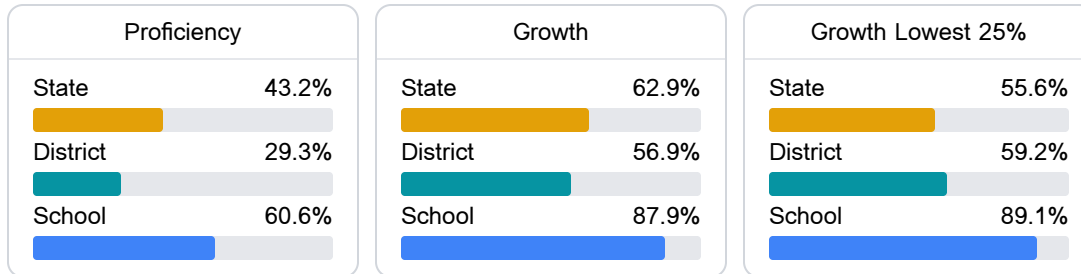 Proficiency
State 43.2%
District 29.3%
School 60.6%
Growth
State 62.9%
District 56.9%
School 87.9%
Growth Lowest 25%
State 55.6%
District 59.2%
School 89.1%